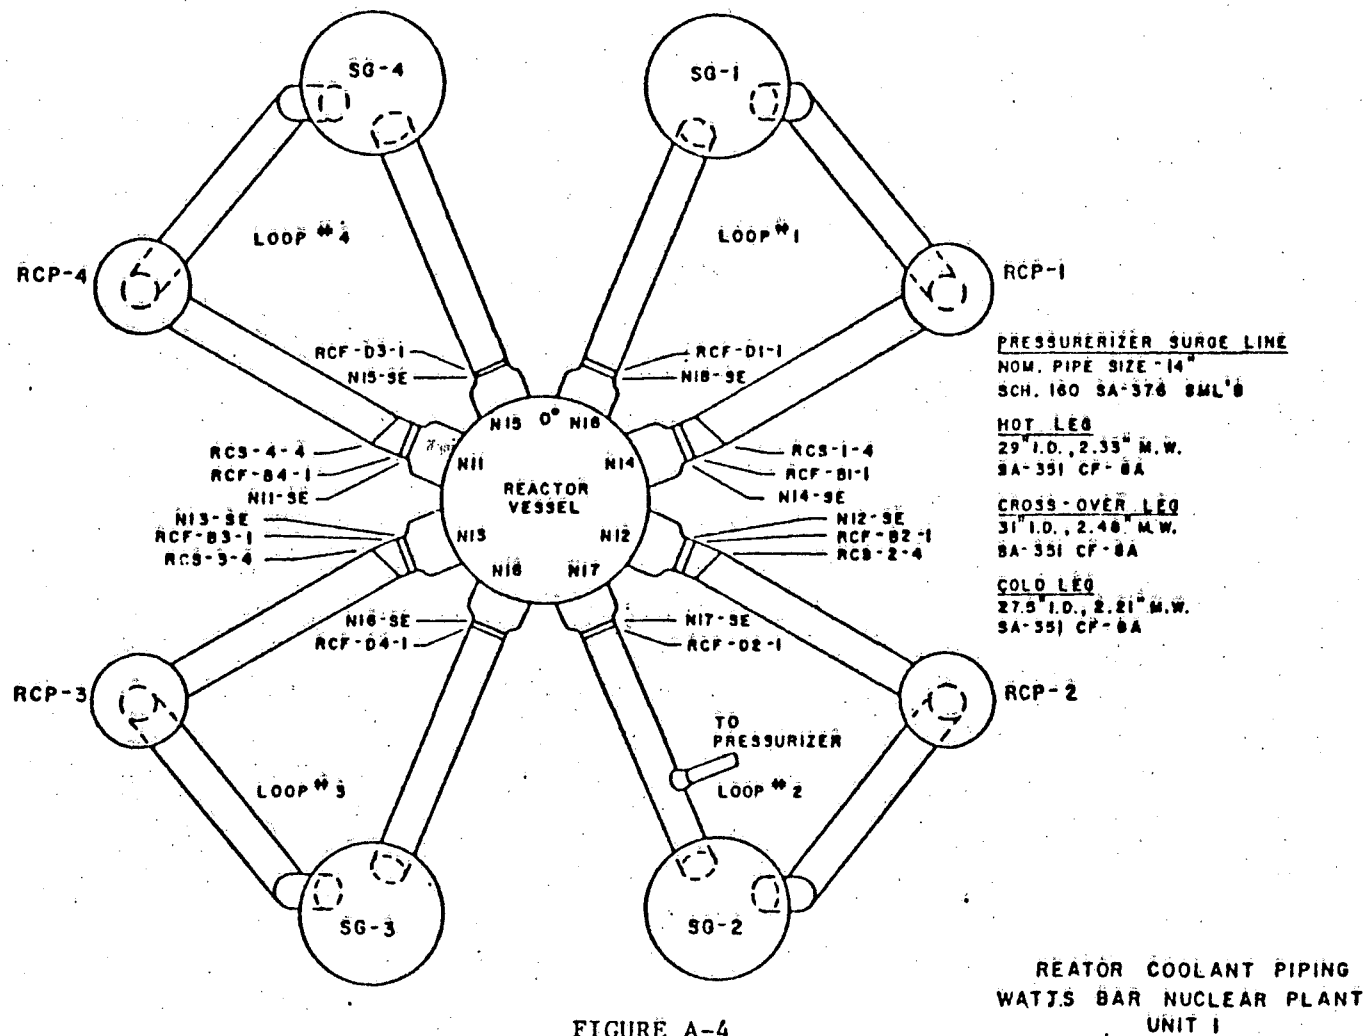 SG-4
SG-1
LOOP #4
LOOP #1
RCP-4
RCP-1
RCF-D3-1
N15-SE
RCF-D1-1
N18-SE
PRESSURERIZER SURGE LINE
NOM. PIPE SIZE-14"
SCH. 160 SA-376
HOT LEG
29" I.D., 2.33" M.W.
SA-351 CF-8A
CROSS-OVER LEG
31" I.D., 2.48" M.W.
SA-351 CF-8A
COLD LEG
27.5" I.D., 2.21" M.W.
SA-351 CF-8A
N15 0° N16
N11 N14
REACTOR
VESSEL
N13 N12
N18 N17
RCS-4-4
RCF-B4-1
N11-SE
RCS-1-4
RCF-B1-1
N14-SE
N13-SE
RCF-B3-1
RCS-3-4
N12-SE
RCF-B2-1
RCS-2-4
N16-SE
RCF-D4-1
N17-SE
RCF-D2-1
RCP-3
RCP-2
TO
PRESSURIZER
LOOP #3
LOOP #2
SG-3
SG-2
REATOR COOLANT PIPING
WATTS BAR NUCLEAR PLANT
UNIT 1
FIGURE A-4